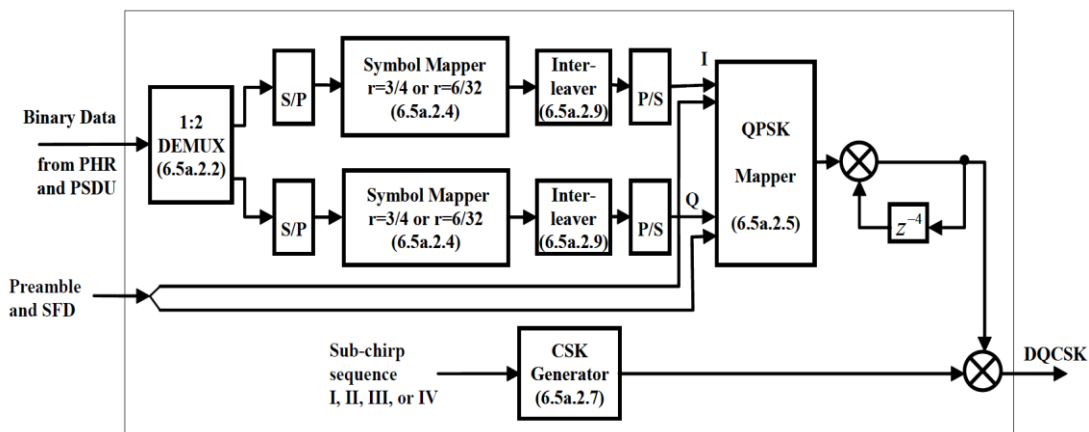 Binary Data
from PHR
and PSDU
1:2
DEMUX
(6.5a.2.2)
S/P
Symbol Mapper
r=3/4 or r=6/32
(6.5a.2.4)
Inter-
leaver
(6.5a.2.9)
P/S
I
S/P
Symbol Mapper
r=3/4 or r=6/32
(6.5a.2.4)
Inter-
leaver
(6.5a.2.9)
P/S
Q
QPSK
Mapper
(6.5a.2.5)
z⁻⁴
Preamble
and SFD
Sub-chirp
sequence
I, II, III, or IV
CSK
Generator
(6.5a.2.7)
DQCSK